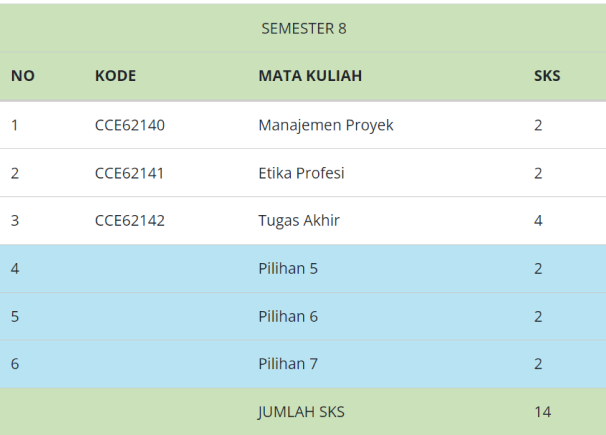 SEMESTER 8
NO KODE MATA KULIAH SKS
1 CCE62140 Manajemen Proyek 2
2 CCE62141 Etika Profesi 2
3 CCE62142 Tugas Akhir 4
4 Pilihan 5 2
5 Pilihan 6 2
6 Pilihan 7 2
JUMLAH SKS 14